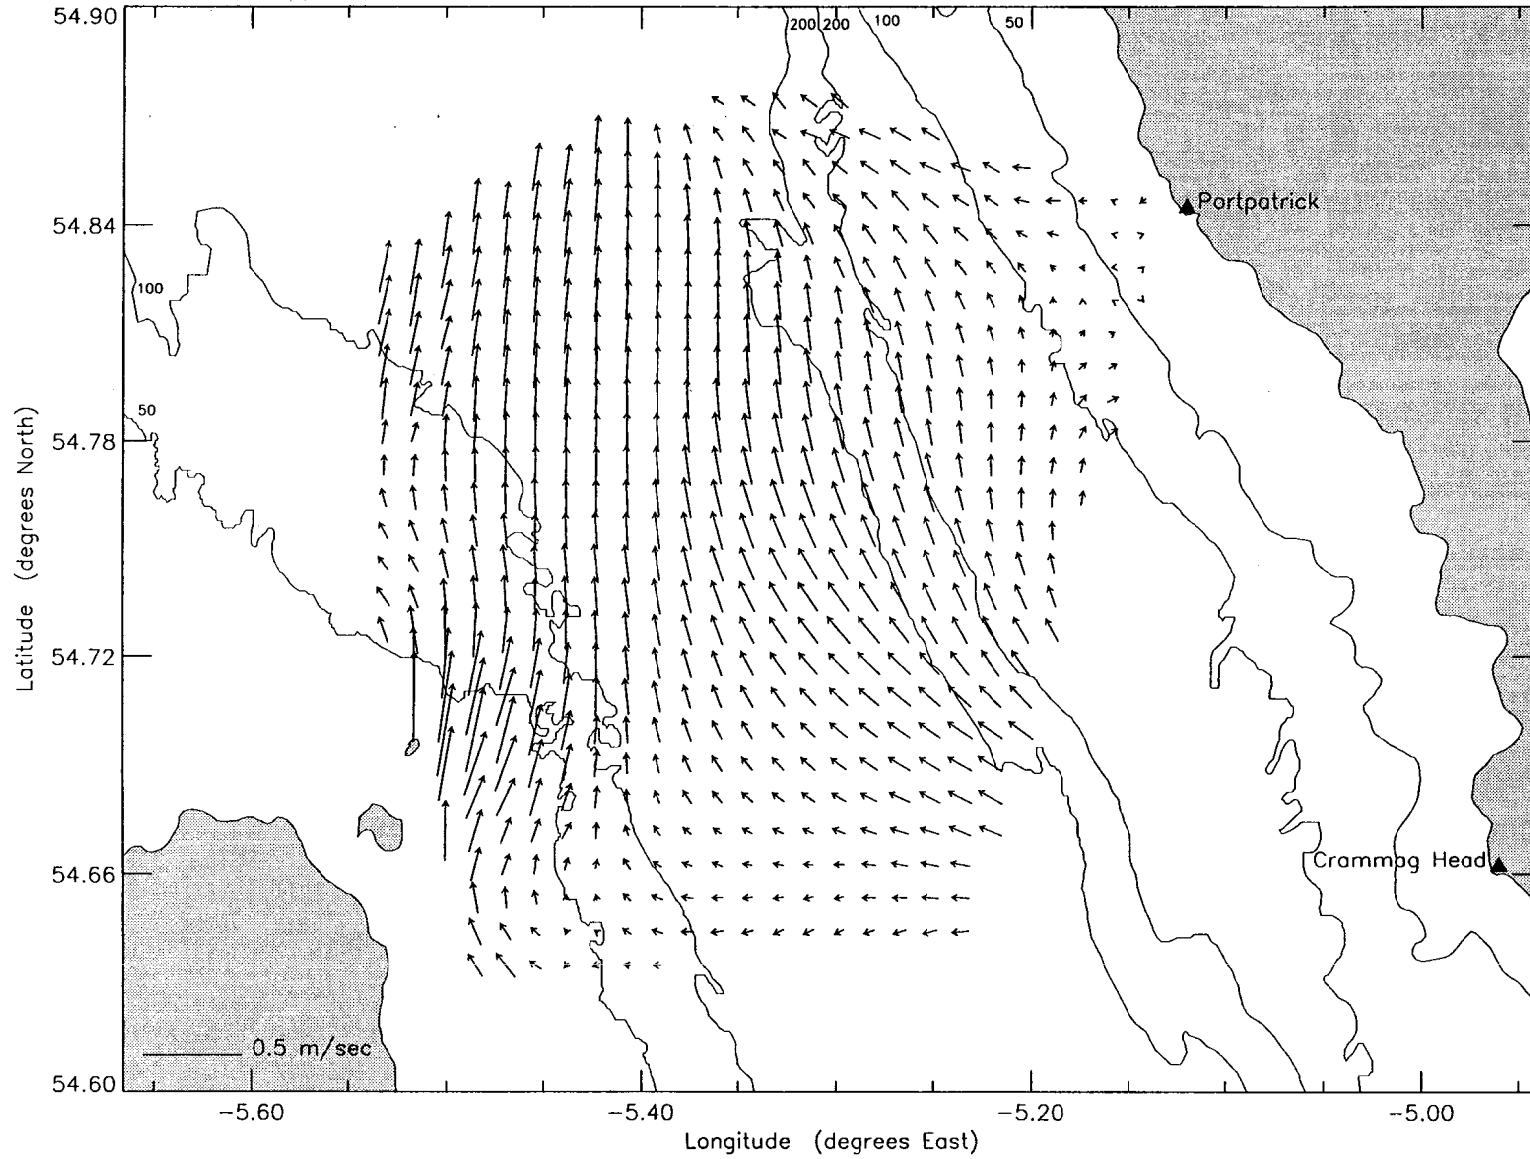 54.90
200 200 100 50
Portpatrick
54.84
100
50
54.78
Latitude (degrees North)
54.72
54.66
Crammag Head
0.5 m/sec
54.60
-5.60 -5.40 -5.20 -5.00
Longitude (degrees East)